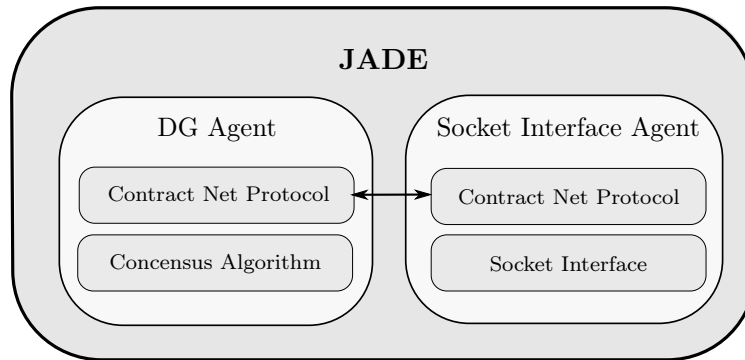 JADE
DG Agent
Socket Interface Agent
Contract Net Protocol
Contract Net Protocol
Concensus Algorithm
Socket Interface